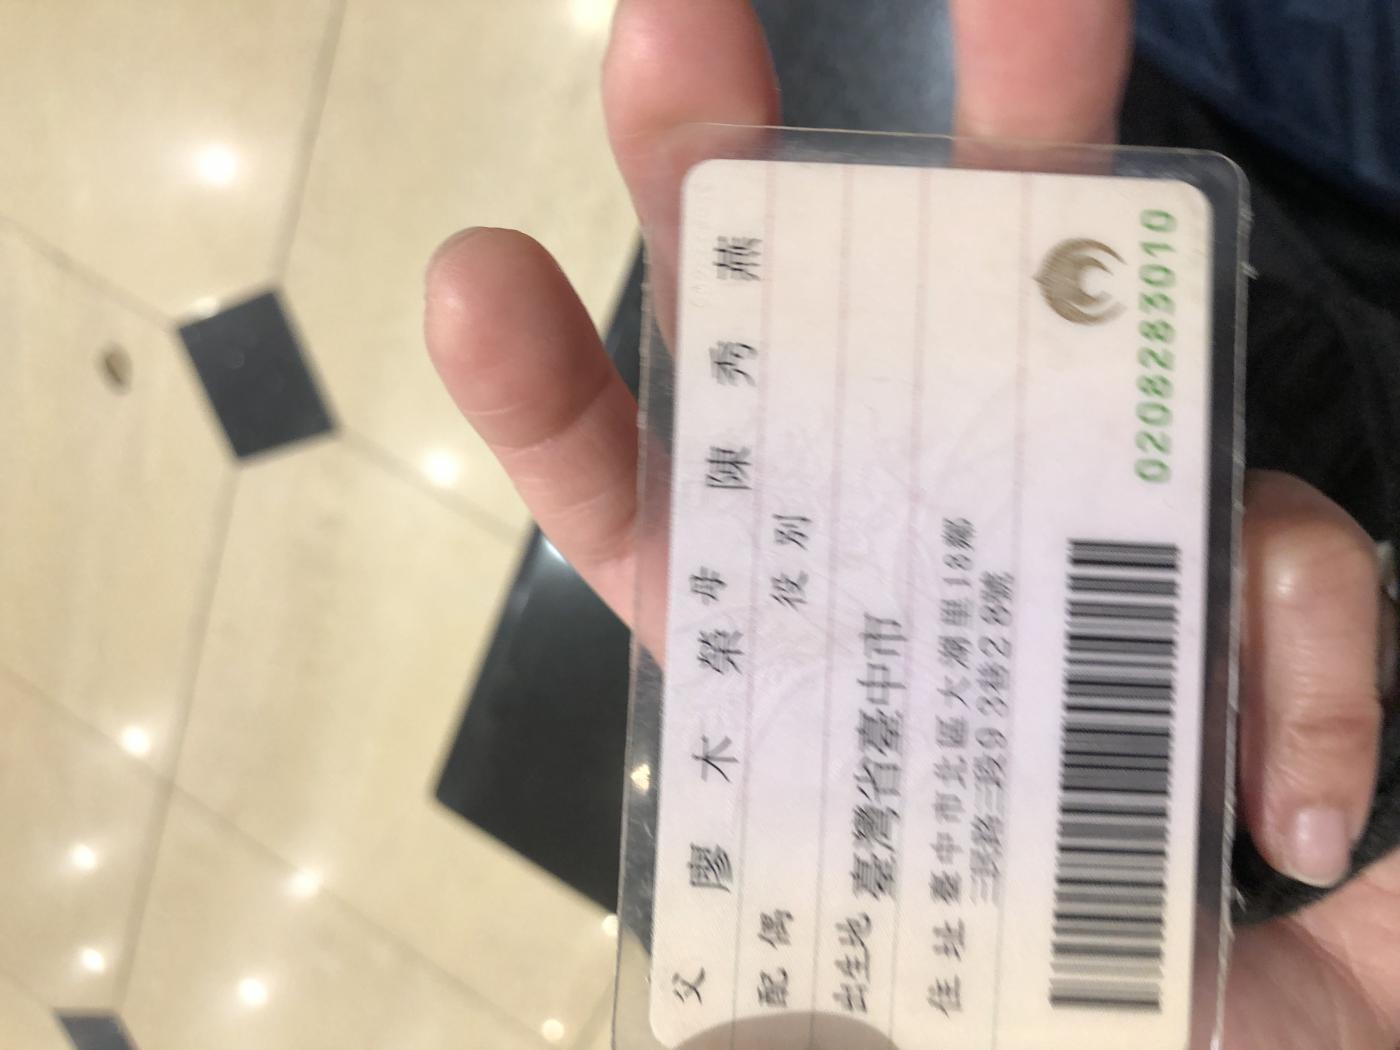 父 廖木榮 母 陳秀燕
配偶 役別
出生地 臺灣省臺中市
住址 臺中市北區大湖里18鄰
三民路三段93巷28號
0208283010